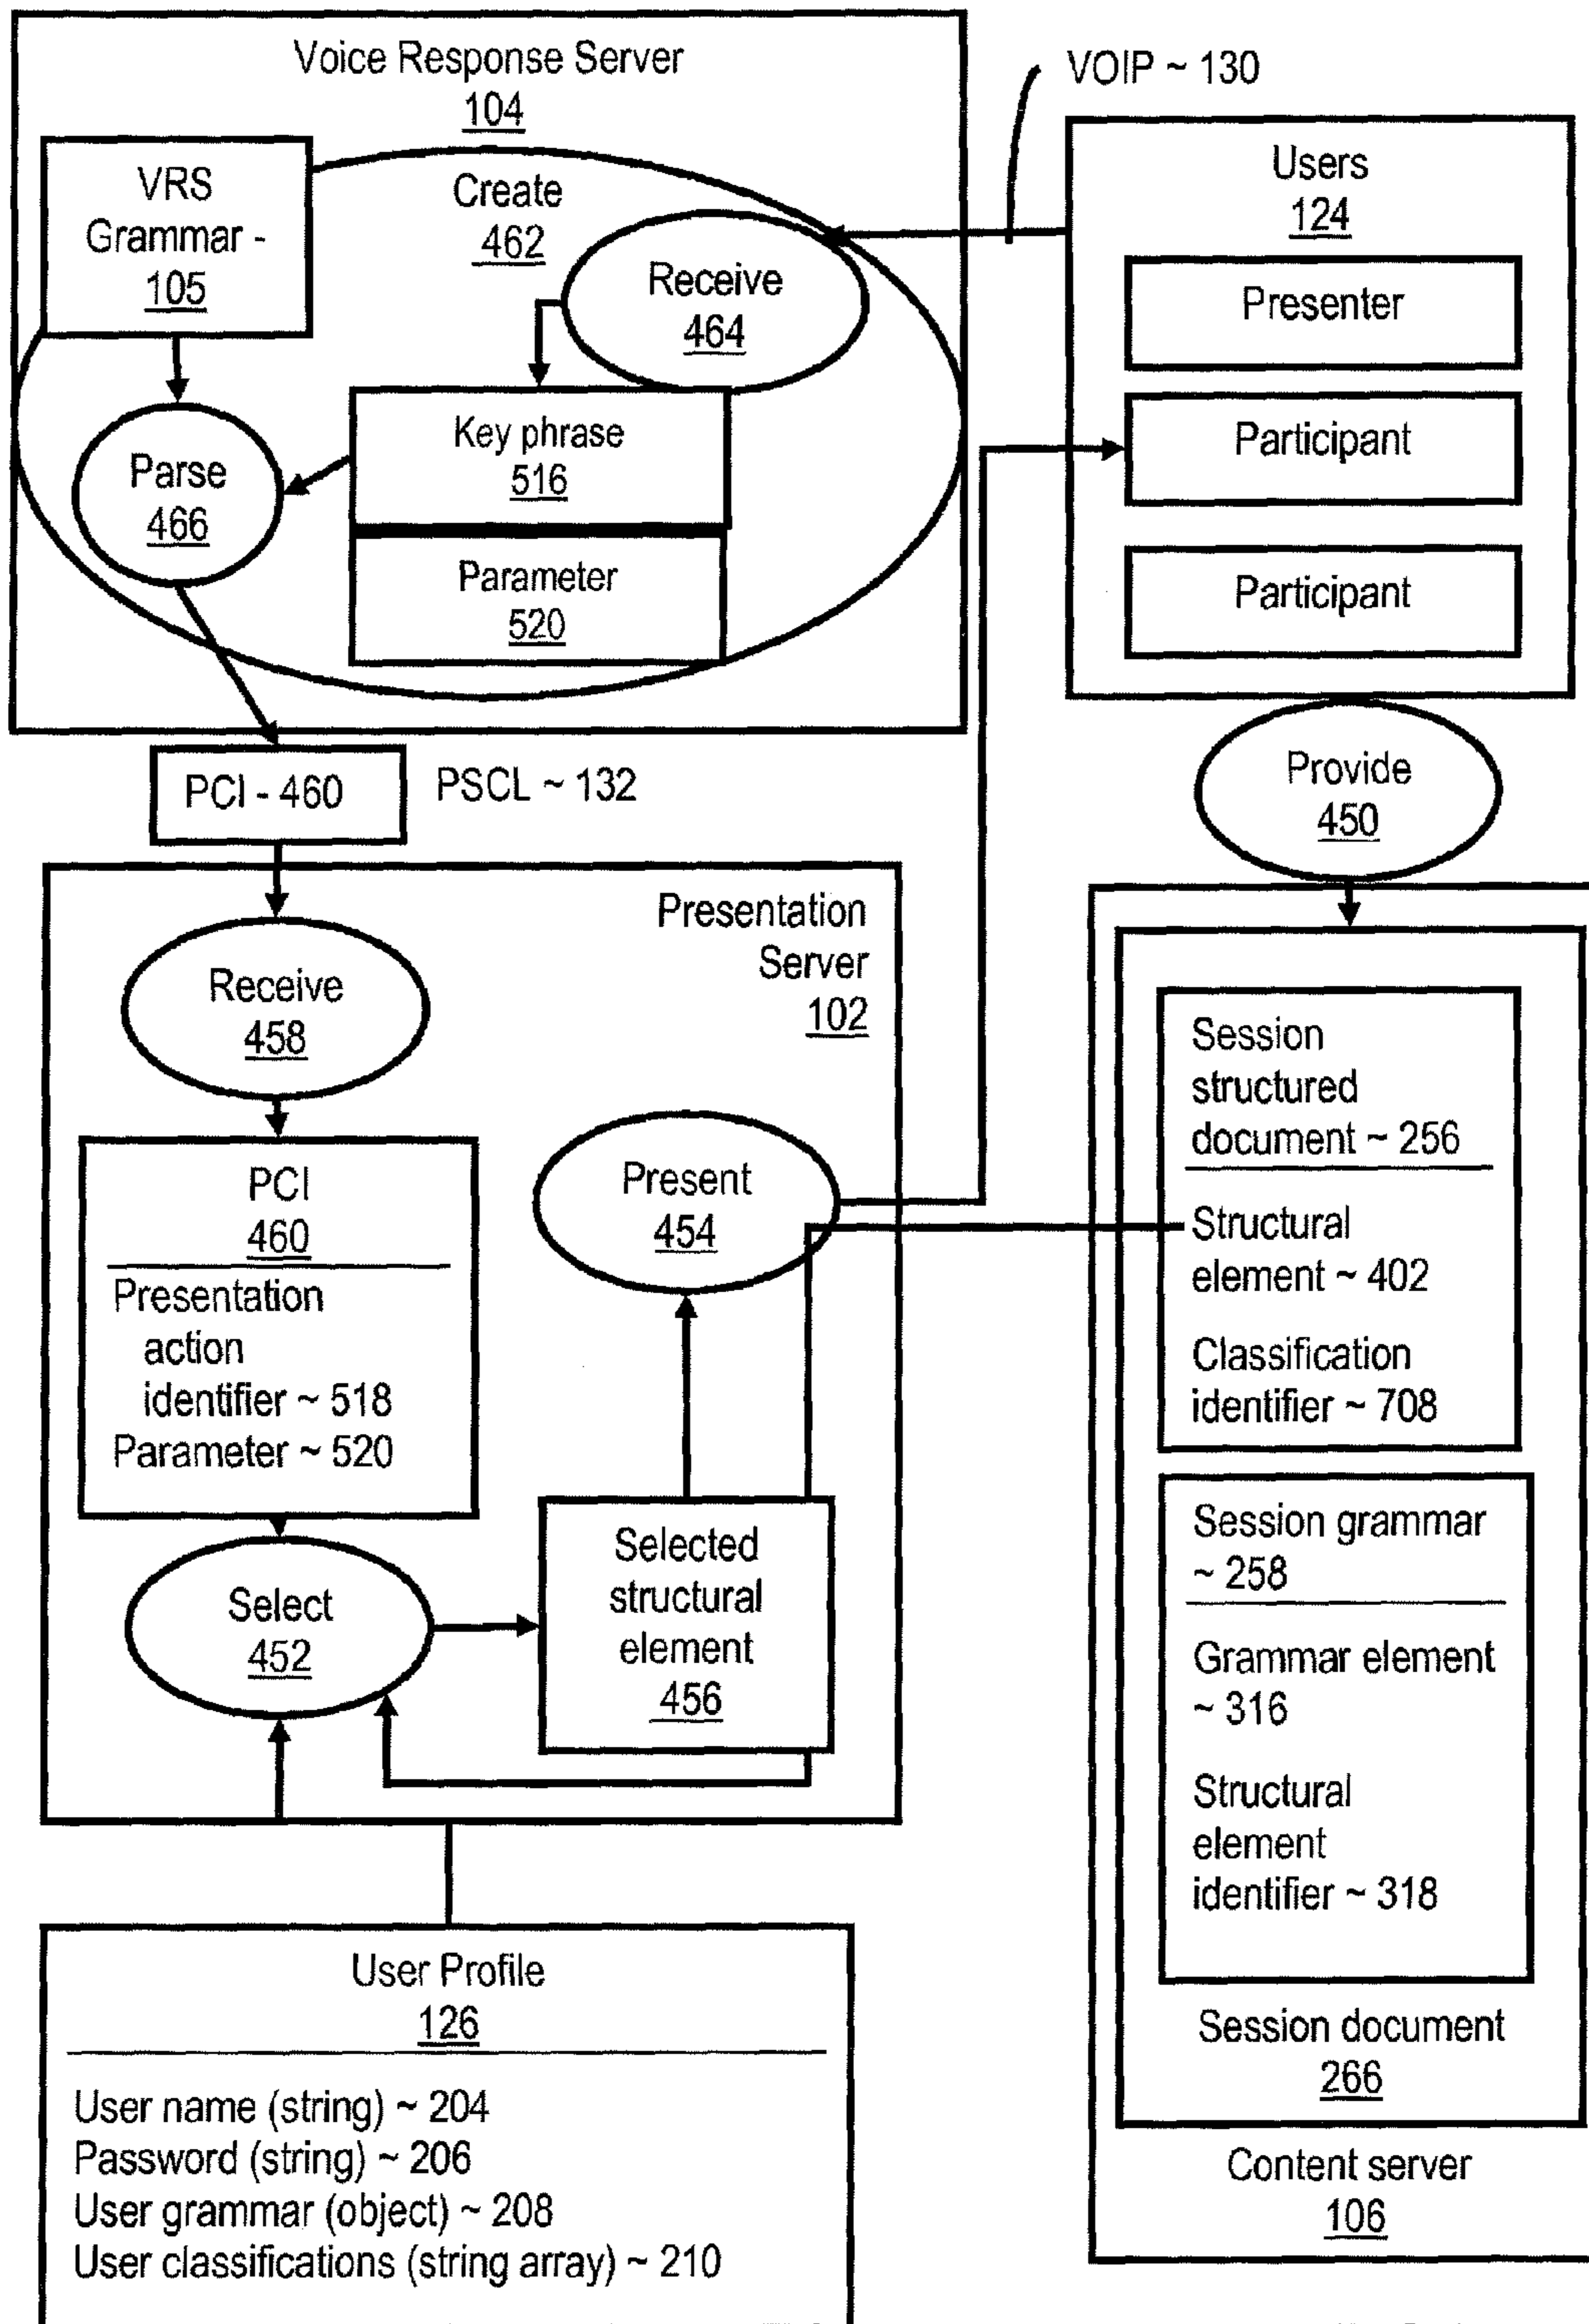 Voice Response Server
104
VOIP ~ 130
VRS
Grammar -
105
Create
462
Receive
464
Key phrase
516
Parse
466
Parameter
520
Users
124
Presenter
Participant
Participant
Provide
450
PCI - 460
PSCL ~ 132
Presentation
Server
102
Receive
458
PCI
460
Presentation
action
identifier ~ 518
Parameter ~ 520
Present
454
Select
452
Selected
structural
element
456
Session
structured
document ~ 256
Structural
element ~ 402
Classification
identifier ~ 708
Session grammar
~ 258
Grammar element
~ 316
Structural
element
identifier ~ 318
Session document
266
Content server
106
User Profile
126
User name (string) ~ 204
Password (string) ~ 206
User grammar (object) ~ 208
User classifications (string array) ~ 210